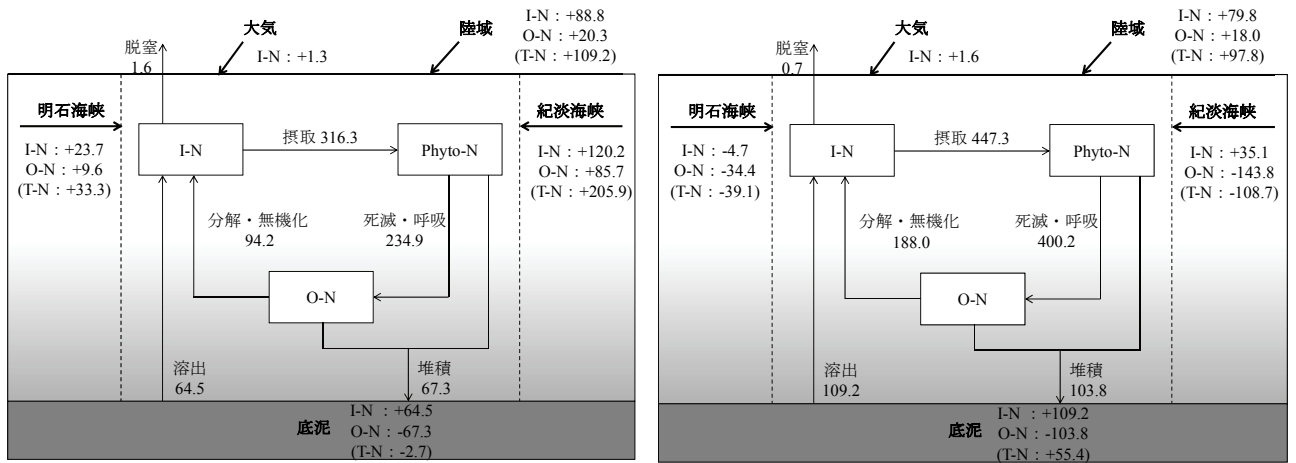 大気
I-N：+1.3
陸域
I-N：+88.8
O-N：+20.3
(T-N：+109.2)
脱窒
1.6
明石海峡
I-N：+23.7
O-N：+9.6
(T-N：+33.3)
紀淡海峡
I-N：+120.2
O-N：+85.7
(T-N：+205.9)
I-N
摂取 316.3
Phyto-N
分解・無機化
94.2
死滅・呼吸
234.9
O-N
溶出
64.5
堆積
67.3
底泥
I-N ：+64.5
O-N：-67.3
(T-N：-2.7)
大気
I-N：+1.6
陸域
I-N：+79.8
O-N：+18.0
(T-N：+97.8)
脱窒
0.7
明石海峡
I-N：-4.7
O-N：-34.4
(T-N：-39.1)
紀淡海峡
I-N：+35.1
O-N：-143.8
(T-N：-108.7)
I-N
摂取 447.3
Phyto-N
分解・無機化
188.0
死滅・呼吸
400.2
O-N
溶出
109.2
堆積
103.8
底泥
I-N ：+109.2
O-N：-103.8
(T-N：+55.4)